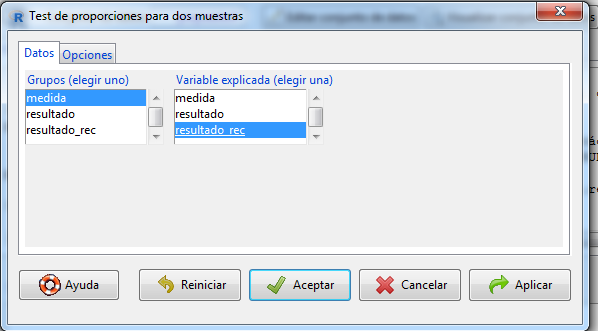 Test de proporciones para dos muestras
Datos
Opciones
Grupos (elegir uno)
Variable explicada (elegir una)
medida
resultado
resultado_rec
medida
resultado
resultado_rec
Ayuda
Reiniciar
Aceptar
Cancelar
Aplicar